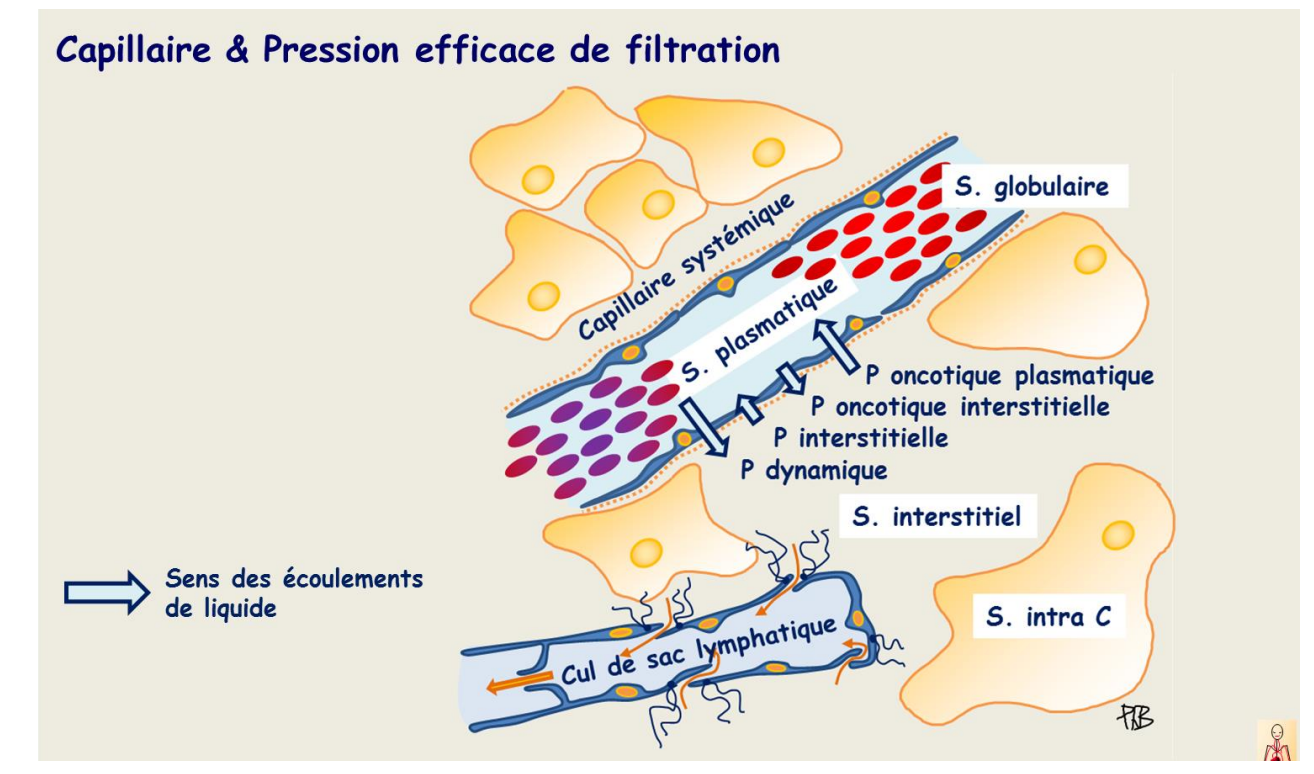 Capillaire & Pression efficace de filtration
S. globulaire
Capillaire systémique
S. plasmatique
P oncotique plasmatique
P oncotique interstitielle
P interstitielle
P dynamique
S. interstitiel
Sens des écoulements
de liquide
S. intra C
Cul de sac lymphatique